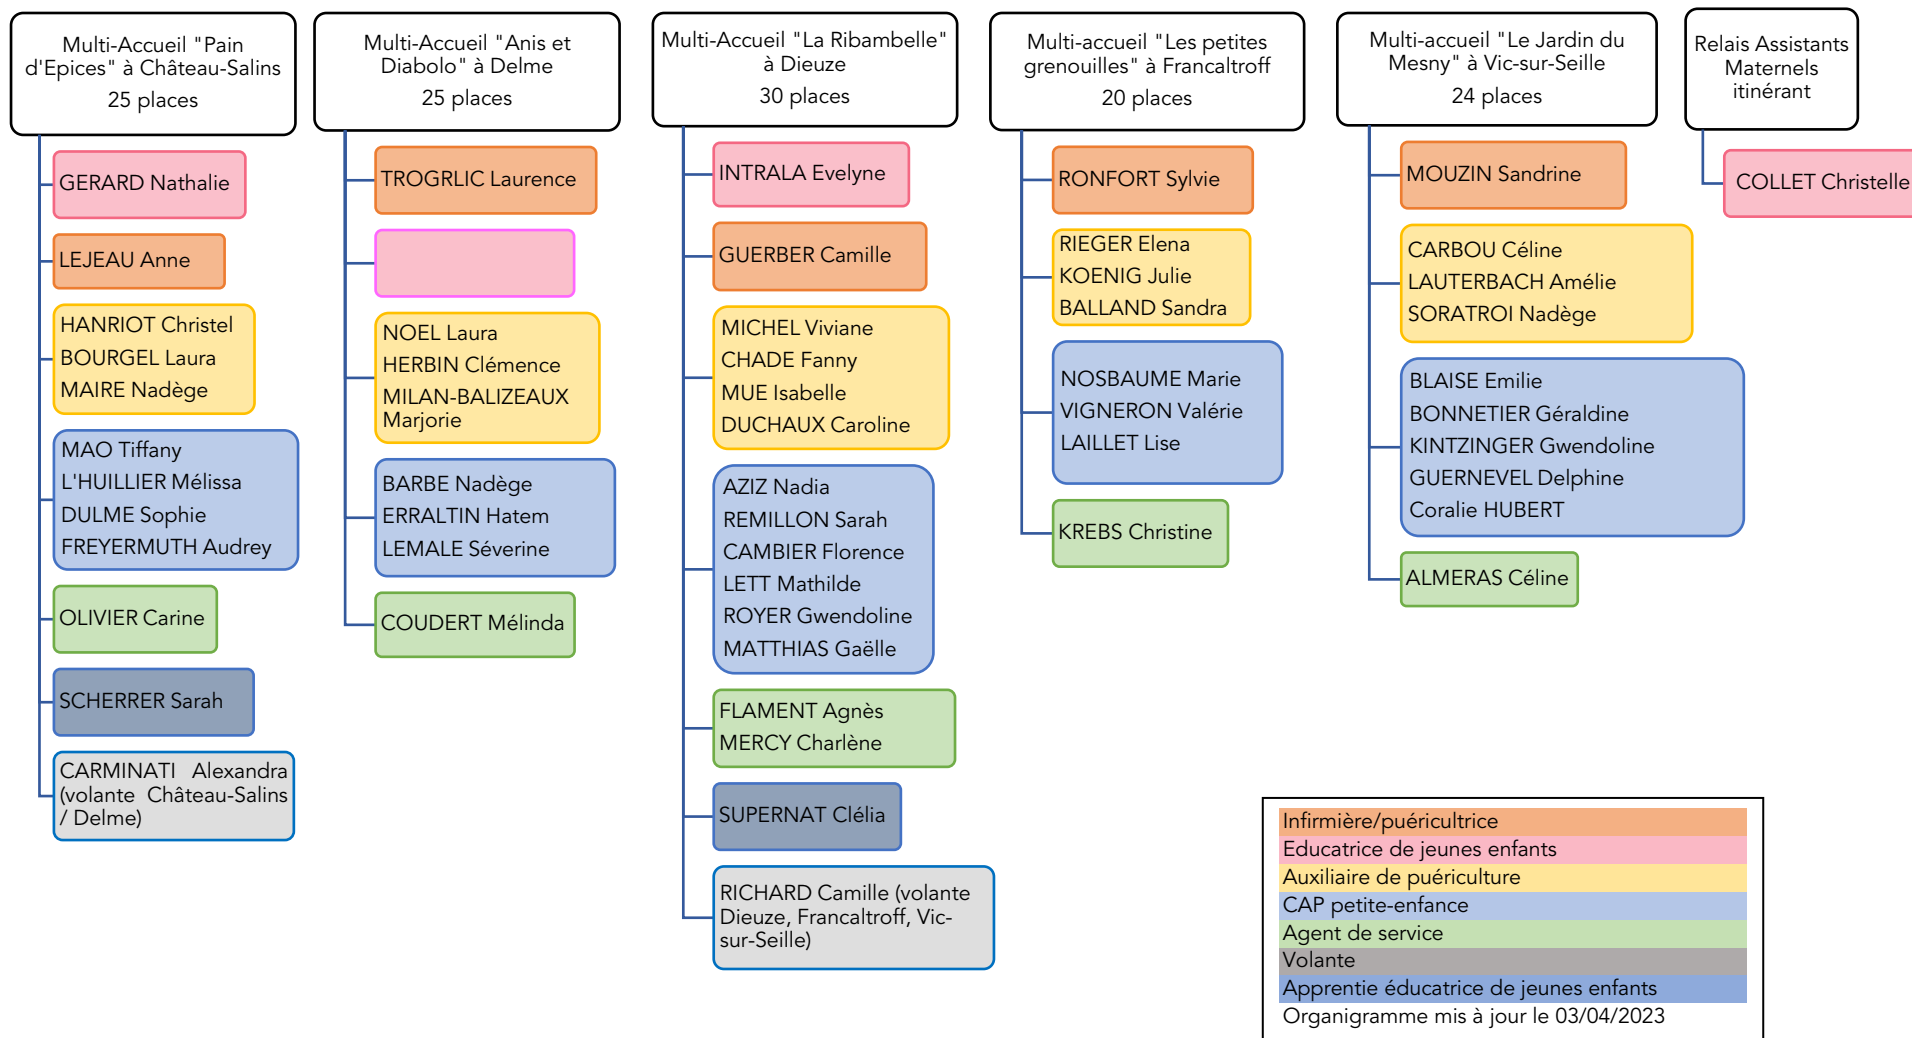 Multi-Accueil "Pain
d'Epices" à Château-Salins
25 places
GERARD Nathalie
LEJEAU Anne
HANRIOT Christel
BOURGEL Laura
MAIRE Nadège
MAO Tiffany
L'HUILLIER Mélissa
DULME Sophie
FREYERMUTH Audrey
OLIVIER Carine
SCHERRER Sarah
CARMINATI Alexandra
(volante Château-Salins
/ Delme)
Multi-Accueil "Anis et
Diabolo" à Delme
25 places
TROGRLIC Laurence
NOEL Laura
HERBIN Clémence
MILAN-BALIZEAUX
Marjorie
BARBE Nadège
ERRALTIN Hatem
LEMALE Séverine
COUDERT Mélinda
Multi-Accueil "La Ribambelle"
à Dieuze
30 places
INTRALA Evelyne
GUERBER Camille
MICHEL Viviane
CHADE Fanny
MUE Isabelle
DUCHAUX Caroline
AZIZ Nadia
REMILLON Sarah
CAMBIER Florence
LETT Mathilde
ROYER Gwendoline
MATTHIAS Gaëlle
FLAMENT Agnès
MERCY Charlène
SUPERNAT Clélia
RICHARD Camille (volante
Dieuze, Francaltroff, Vic-
sur-Seille)
Multi-accueil "Les petites
grenouilles" à Francaltroff
20 places
RONFORT Sylvie
RIEGER Elena
KOENIG Julie
BALLAND Sandra
NOSBAUME Marie
VIGNERON Valérie
LAILLET Lise
KREBS Christine
Multi-accueil "Le Jardin du
Mesny" à Vic-sur-Seille
24 places
MOUZIN Sandrine
CARBOU Céline
LAUTERBACH Amélie
SORATROI Nadège
BLAISE Emilie
BONNETIER Géraldine
KINTZINGER Gwendoline
GUERNEVEL Delphine
Coralie HUBERT
ALMERAS Céline
Relais Assistants
Maternels
itinérant
COLLET Christelle
Infirmière/puéricultrice
Educatrice de jeunes enfants
Auxiliaire de puériculture
CAP petite-enfance
Agent de service
Volante
Apprentie éducatrice de jeunes enfants
Organigramme mis à jour le 03/04/2023